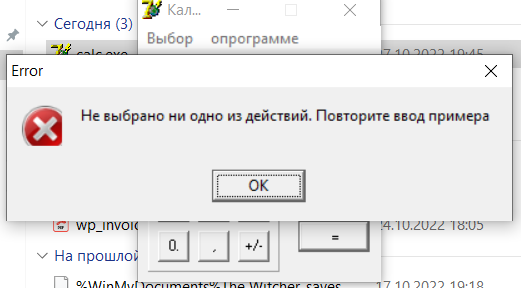 Сегодня (3)
Кал...
Выбор опрограмме
calc.exe
27.10.2022 19:45
Error
Не выбрано ни одно из действий. Повторите ввод примера
OK
wp_invoic
24.10.2022 18:05
0. , +/- =
На прошлой
%WinMyDocuments%The Witcher saves
17.10.2022 19:18